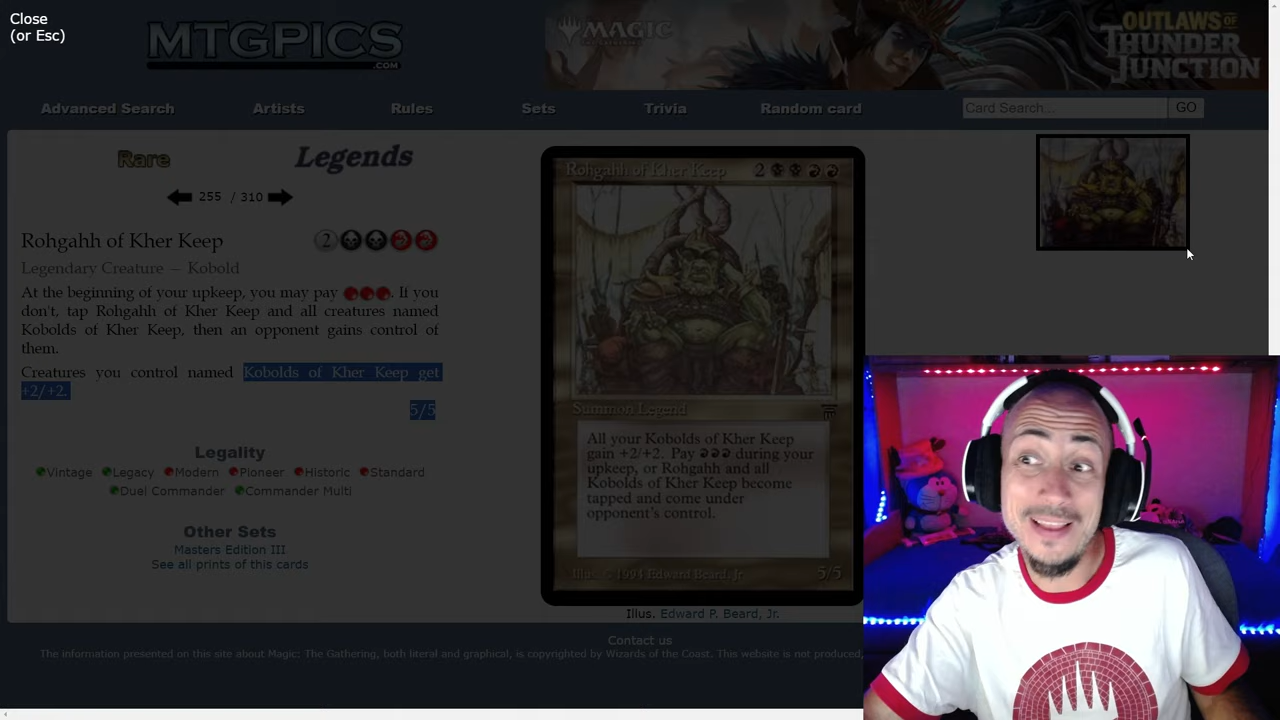 Close
(or Esc)
MTGPICS
.COM
MAGIC
OUTLAWS OF
THUNDER
JUNCTION
Advanced Search
Artists
Rules
Sets
Trivia
Random card
Card Search...
GO
Rare
Legends
255 / 310
Rohgahh of Kher Keep
2
Legendary Creature — Kobold
At the beginning of your upkeep, you may pay . If you
don't, tap Rohgahh of Kher Keep and all creatures named
Kobolds of Kher Keep, then an opponent gains control of
them.
Creatures you control named Kobolds of Kher Keep get
+2/+2.
5/5
Legality
Vintage Legacy Modern Pioneer Historic Standard
Duel Commander Commander Multi
Other Sets
Masters Edition III
See all prints of this cards
Rohgahh of Kher Keep 2
Summon Legend
All your Kobolds of Kher Keep
gain +2/+2. Pay during your
upkeep, or Rohgahh and all
Kobolds of Kher Keep become
tapped and come under
opponent's control.
Illus. © 1994 Edward Beard, Jr. 5/5
Illus. Edward P. Beard, Jr.
Contact us
The information presented on this site about Magic: The Gathering, both literal and graphical, is copyrighted by Wizards of the Coast. This website is not produced,